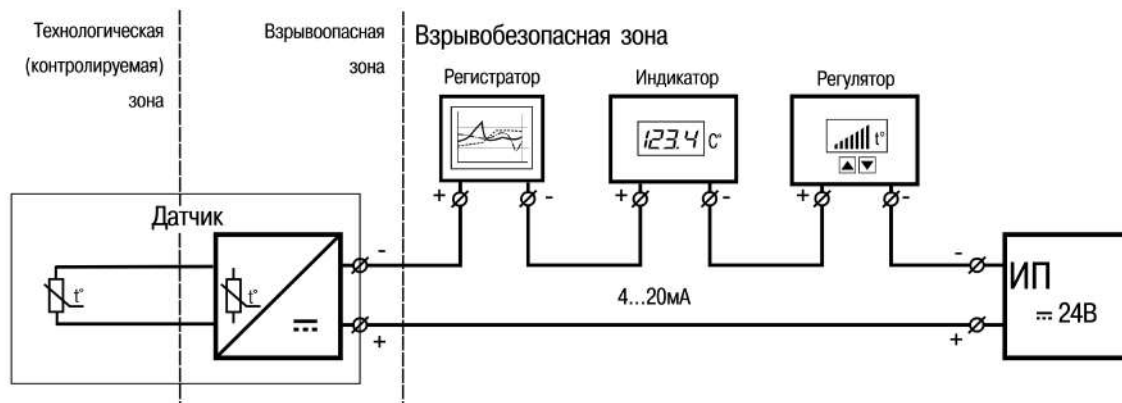 Технологическая
(контролируемая)
зона
Взрывоопасная
зона
Взрывобезопасная зона
Регистратор
Индикатор
Регулятор
123.4 C°
t°
+ -
+ -
+ -
Датчик
t°
t°
-
+
4...20мА
-
+
ИП
24В